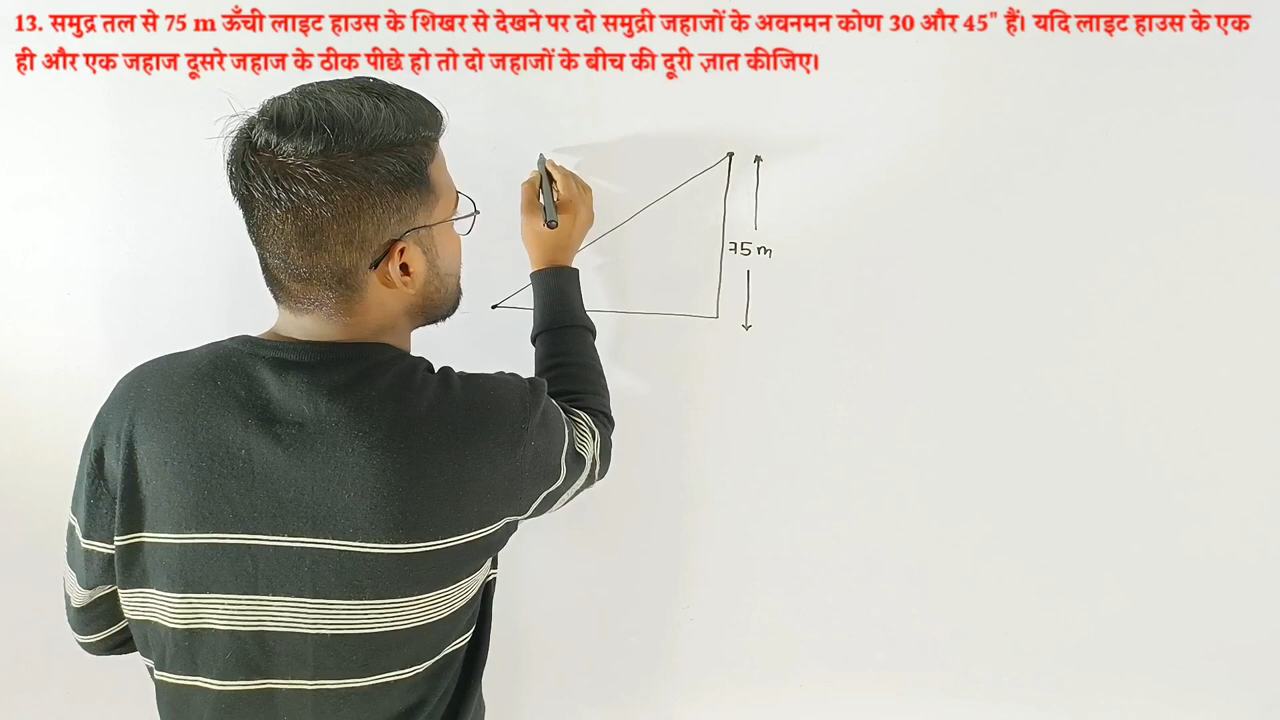 13. समुद्र तल से 75 m ऊँची लाइट हाउस के शिखर से देखने पर दो समुद्री जहाजों के अवनमन कोण 30 और 45" हैं। यदि लाइट हाउस के एक
ही और एक जहाज दूसरे जहाज के ठीक पीछे हो तो दो जहाजों के बीच की दूरी ज्ञात कीजिए।
75 m